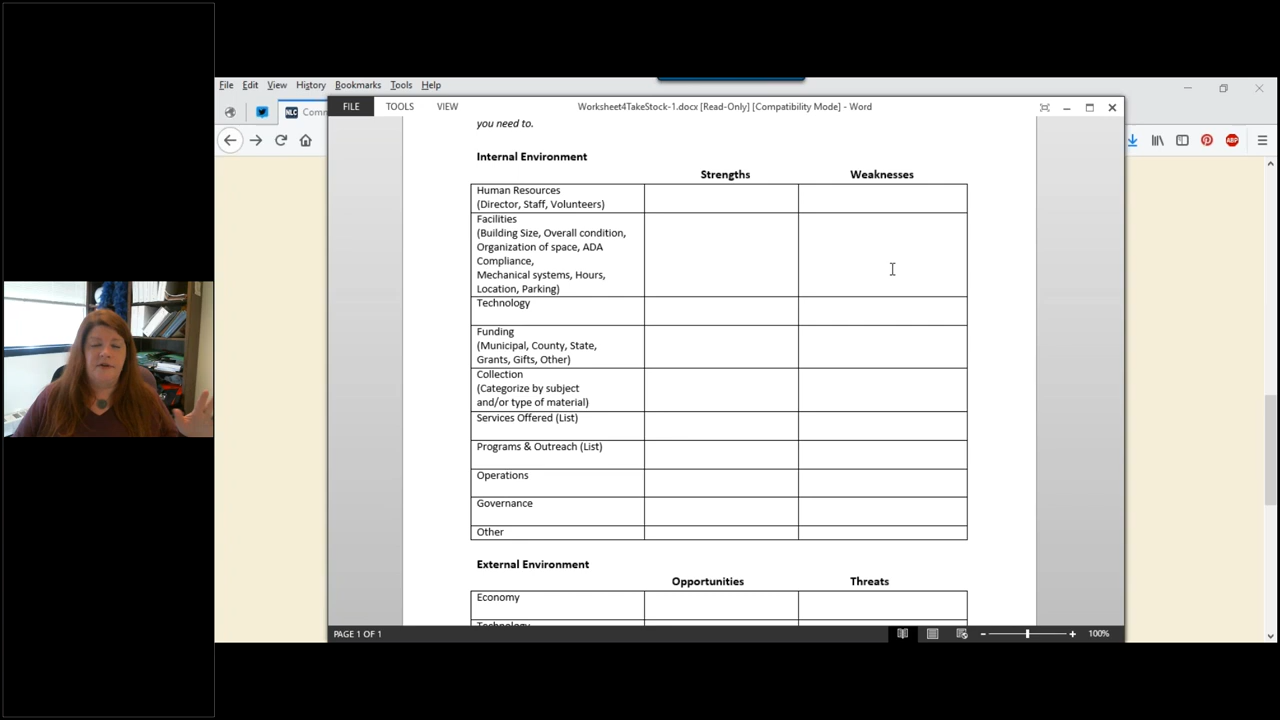 File Edit View History Bookmarks Tools Help
FILE TOOLS VIEW Worksheet4TakeStock-1.docx [Read-Only] [Compatibility Mode] - Word
NLC Comm
ABP
you need to.
Internal Environment
Strengths Weaknesses
Human Resources
(Director, Staff, Volunteers)
Facilities
(Building Size, Overall condition,
Organization of space, ADA
Compliance,
Mechanical systems, Hours,
Location, Parking)
Technology
Funding
(Municipal, County, State,
Grants, Gifts, Other)
Collection
(Categorize by subject
and/or type of material)
Services Offered (List)
Programs & Outreach (List)
Operations
Governance
Other
External Environment
Opportunities Threats
Economy
Technology
PAGE 1 OF 1 100%